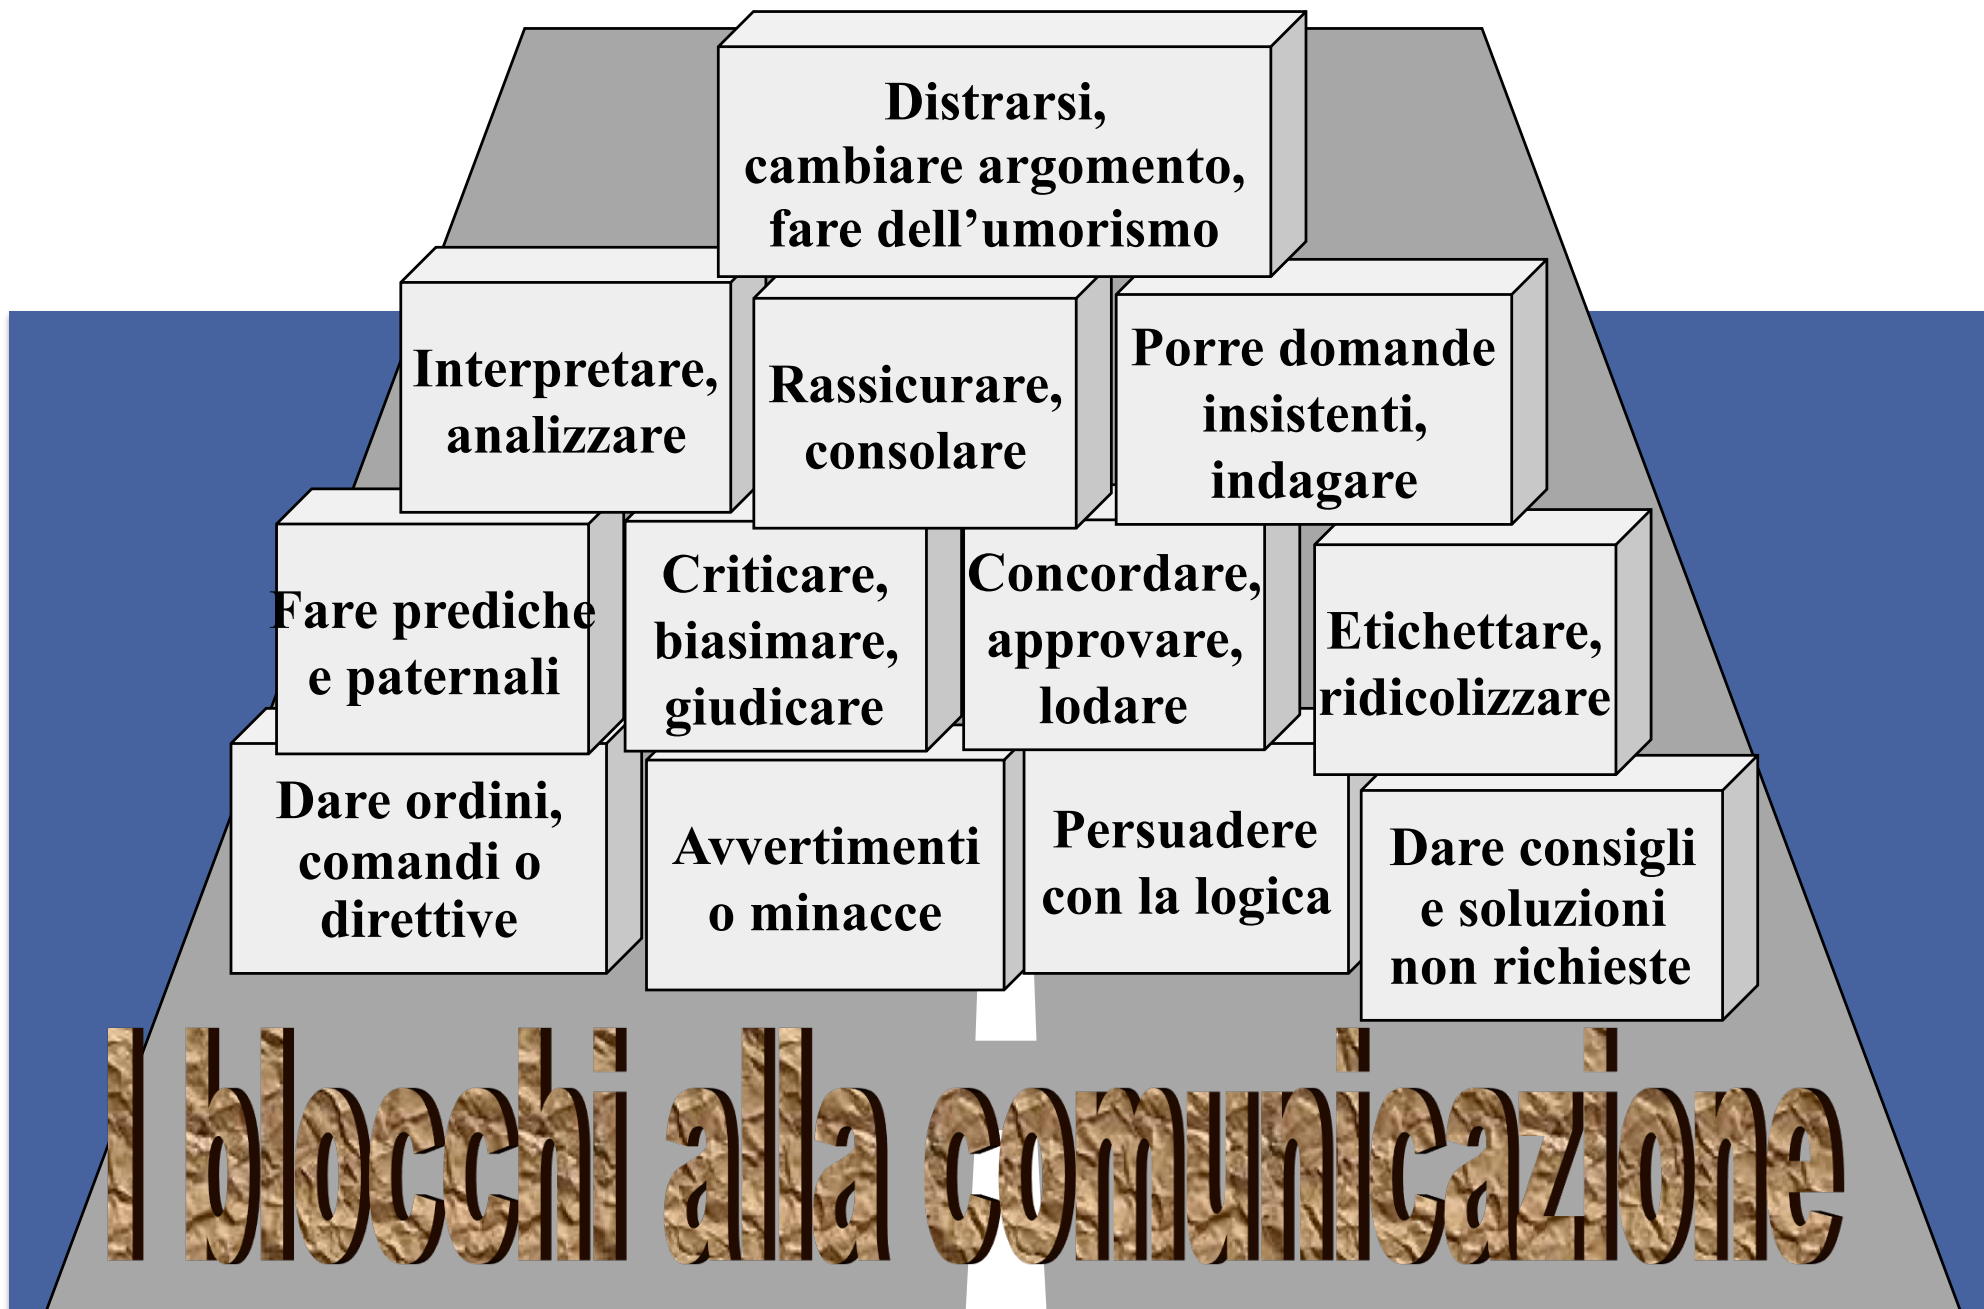 Distrarsi,
cambiare argomento,
fare dell’umorismo
Interpretare,
analizzare
Rassicurare,
consolare
Porre domande
insistenti,
indagare
Fare prediche
e paternali
Criticare,
biasimare,
giudicare
Concordare,
approvare,
lodare
Etichettare,
ridicolizzare
Dare ordini,
comandi o
direttive
Avvertimenti
o minacce
Persuadere
con la logica
Dare consigli
e soluzioni
non richieste
I blocchi alla comunicazione